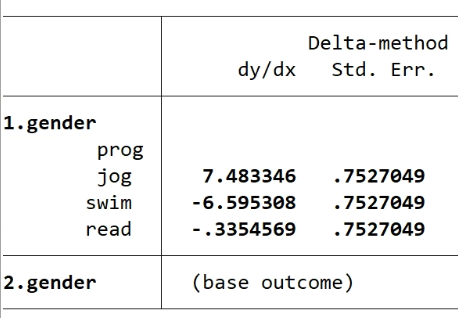 Delta-method
dy/dx Std. Err.
1.gender
prog
jog 7.483346 .7527049
swim -6.595308 .7527049
read -.3354569 .7527049
2.gender (base outcome)